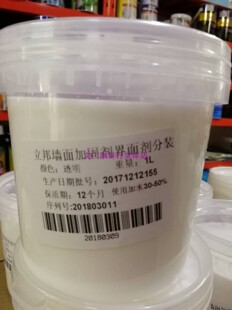 立邦墙面加固剂界面剂分装
颜色：透明 重量：1L
生产日期批号：20171212155
保质期：12个月 使用加水30-50%
序列号：201803011
20180309